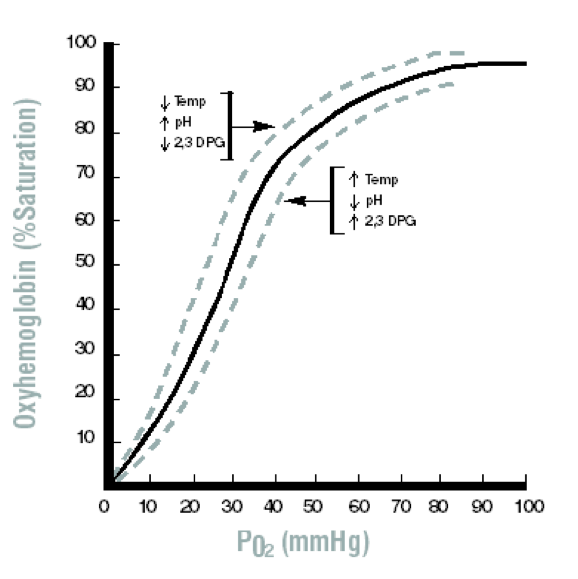 Oxyhemoglobin (%Saturation)
100
90
80
70
60
50
40
30
20
10
↓ Temp
↑ pH
↓ 2,3 DPG
↑ Temp
↓ pH
↑ 2,3 DPG
0 10 20 30 40 50 60 70 80 90 100
PO₂ (mmHg)